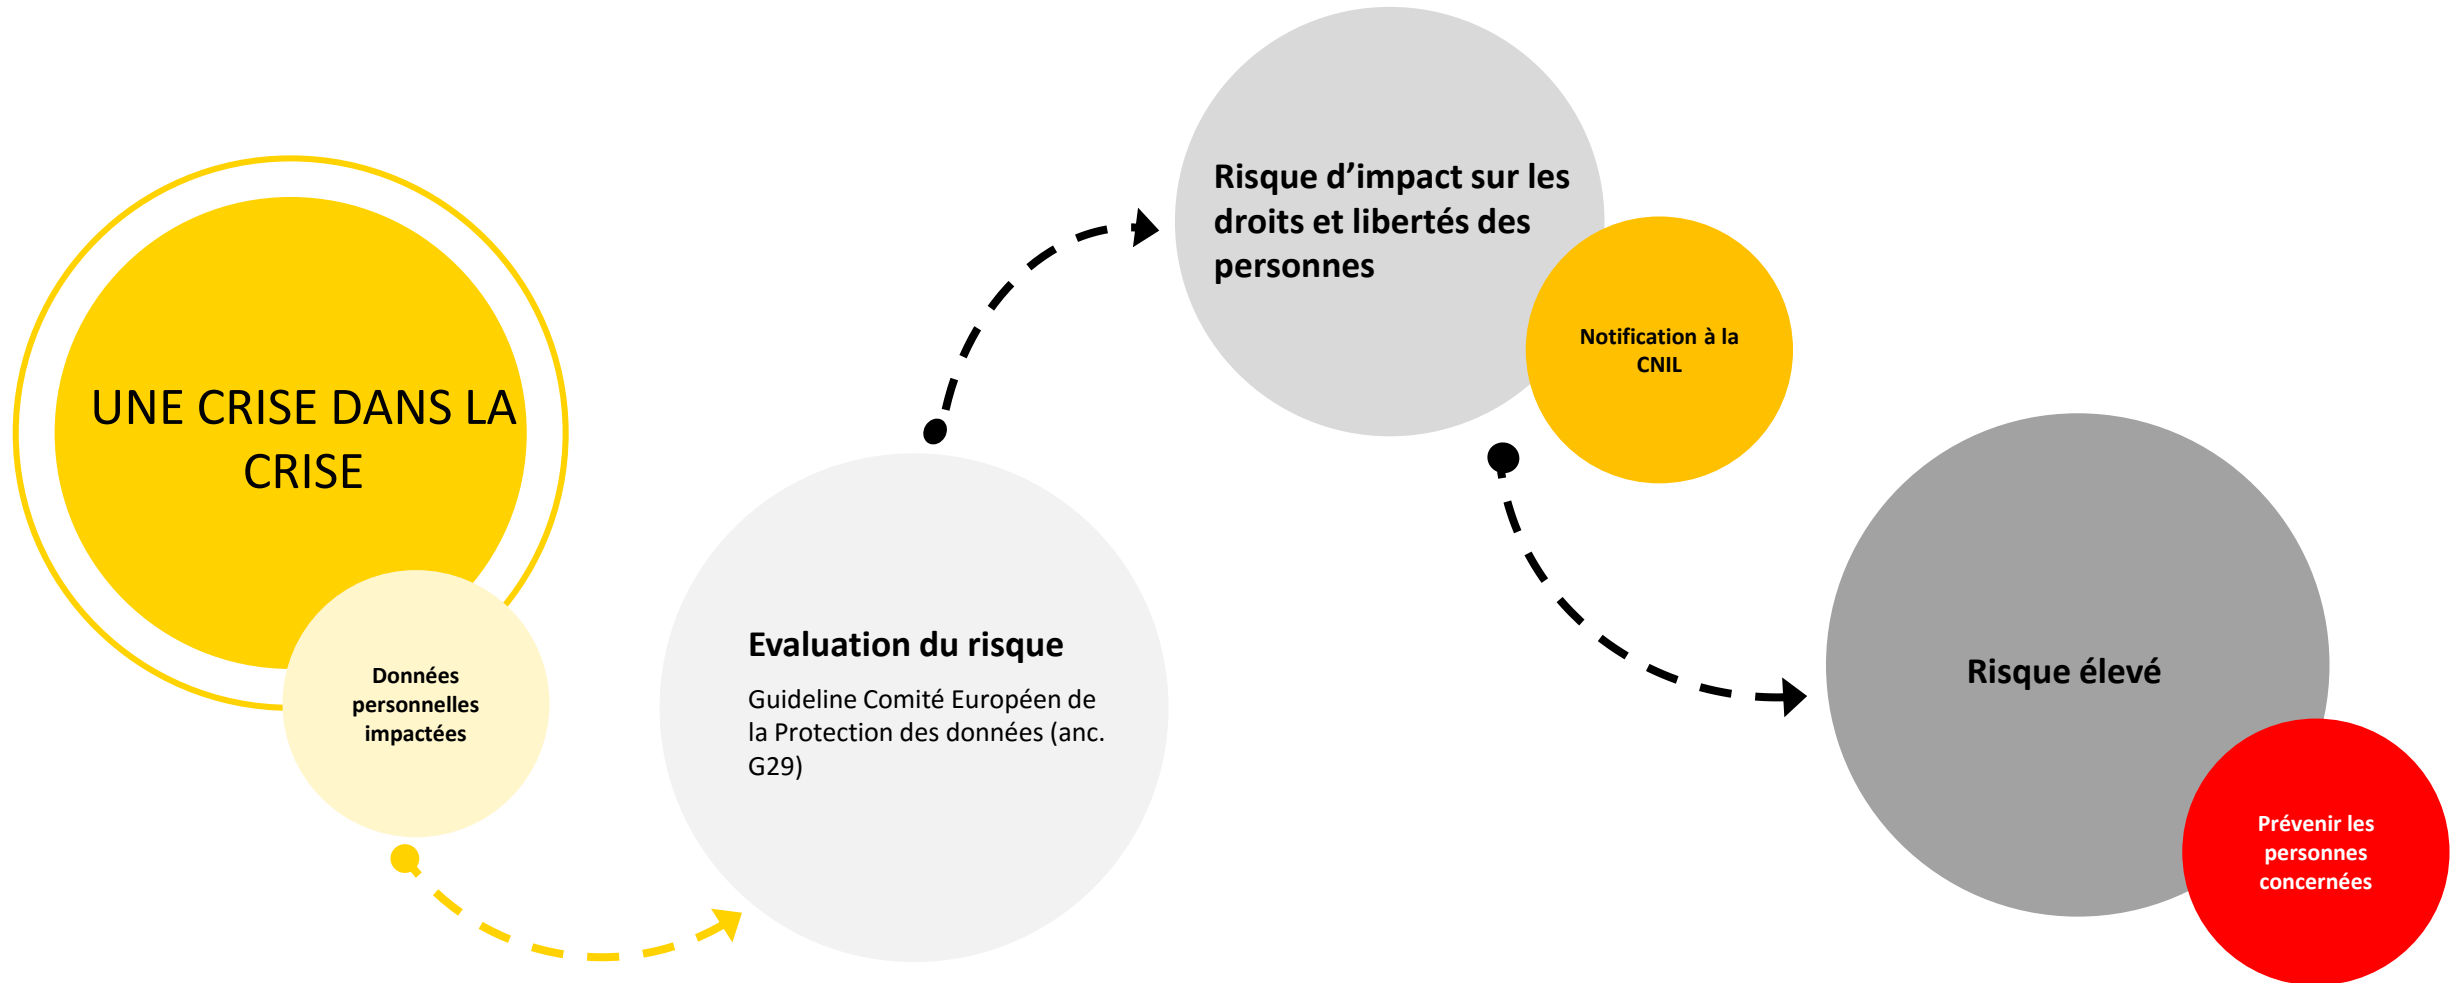 UNE CRISE DANS LA
CRISE
Données
personnelles
impactées
Evaluation du risque
Guideline Comité Européen de
la Protection des données (anc.
G29)
Risque d’impact sur les
droits et libertés des
personnes
Notification à la
CNIL
Risque élevé
Prévenir les
personnes
concernées